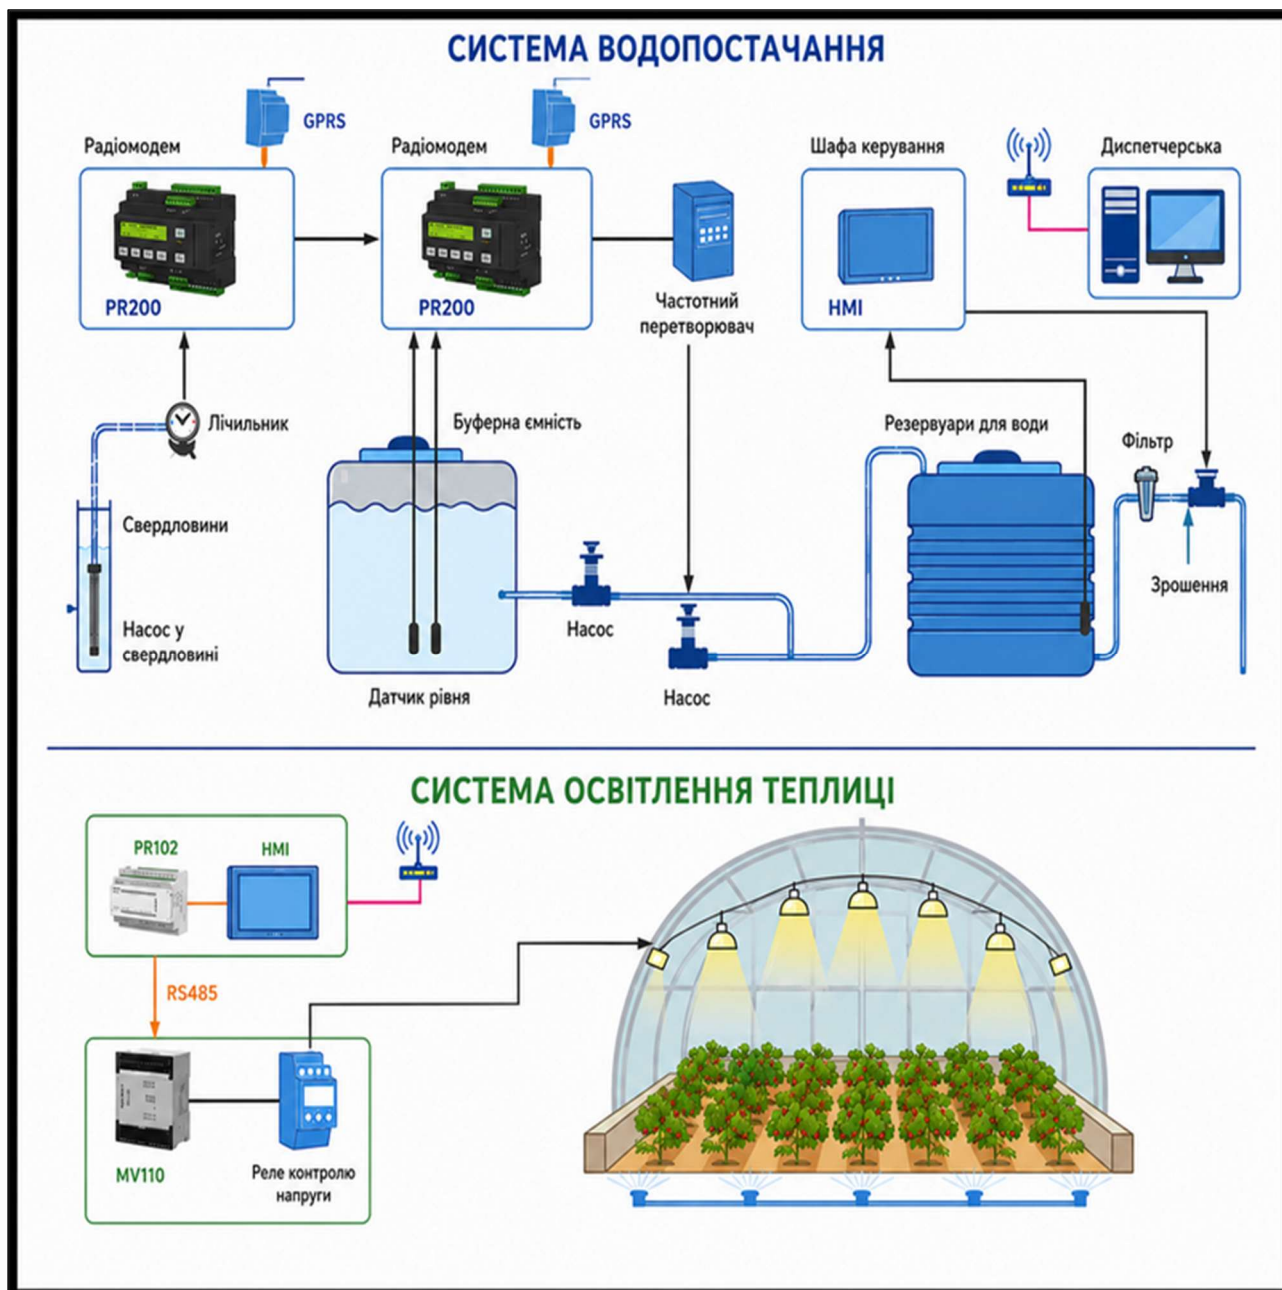 СИСТЕМА ВОДОПОСТАЧАННЯ
GPRS
GPRS
Радіомодем
Радіомодем
Шафа керування
Диспетчерська
PR200
PR200
Частотний
перетворювач
HMI
Лічильник
Буферна ємність
Резервуари для води
Фільтр
Свердловини
Зрошення
Насос у
свердловині
Насос
Датчик рівня
Насос
СИСТЕМА ОСВІТЛЕННЯ ТЕПЛИЦІ
PR102
HMI
RS485
MV110
Реле контролю
напруги